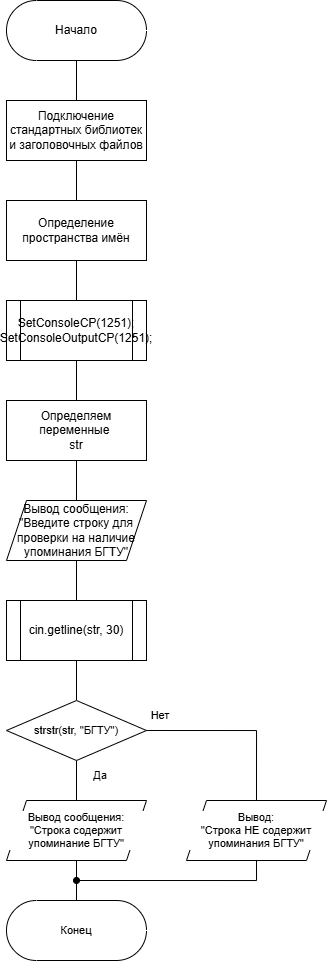 Начало
Подключение
стандартных библиотек
и заголовочных файлов
Определение
пространства имён
SetConsoleCP(1251);
SetConsoleOutputCP(1251);
Определяем
переменные
str
Вывод сообщения:
"Введите строку для
проверки на наличие
упоминания БГТУ"
cin.getline(str, 30)
strstr(str, "БГТУ")
Нет
Да
Вывод сообщения:
"Строка содержит
упоминание БГТУ"
Вывод:
"Строка НЕ содержит
упоминания БГТУ"
Конец